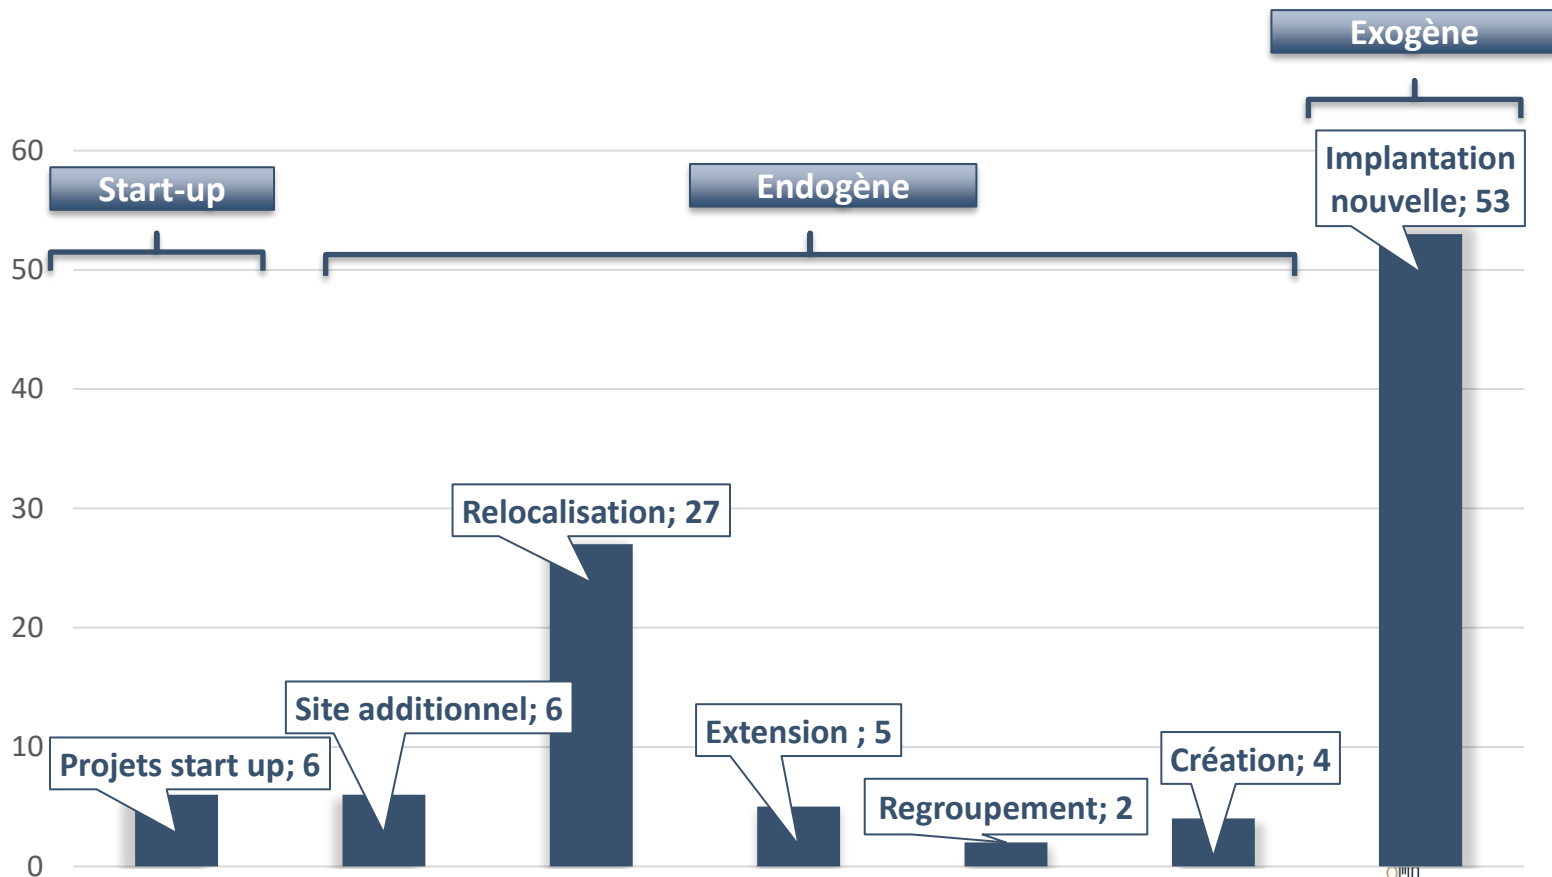 Exogène
Implantation
nouvelle; 53
60
Start-up
Endogène
50
40
30
Relocalisation; 27
20
Site additionnel; 6
Extension ; 5
10
Projets start up; 6
Création; 4
Regroupement; 2
0